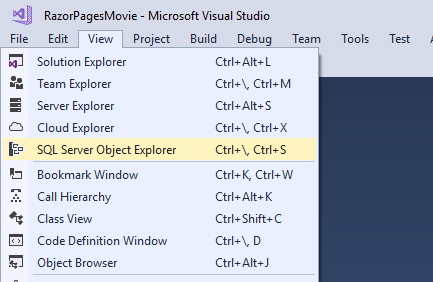 RazorPagesMovie - Microsoft Visual Studio
File Edit View Project Build Debug Team Tools Test
Solution Explorer Ctrl+Alt+L
Team Explorer Ctrl+\, Ctrl+M
Server Explorer Ctrl+Alt+S
Cloud Explorer Ctrl+\, Ctrl+X
SQL Server Object Explorer Ctrl+\, Ctrl+S
Bookmark Window Ctrl+K, Ctrl+W
Call Hierarchy Ctrl+Alt+K
Class View Ctrl+Shift+C
Code Definition Window Ctrl+\, D
Object Browser Ctrl+Alt+J